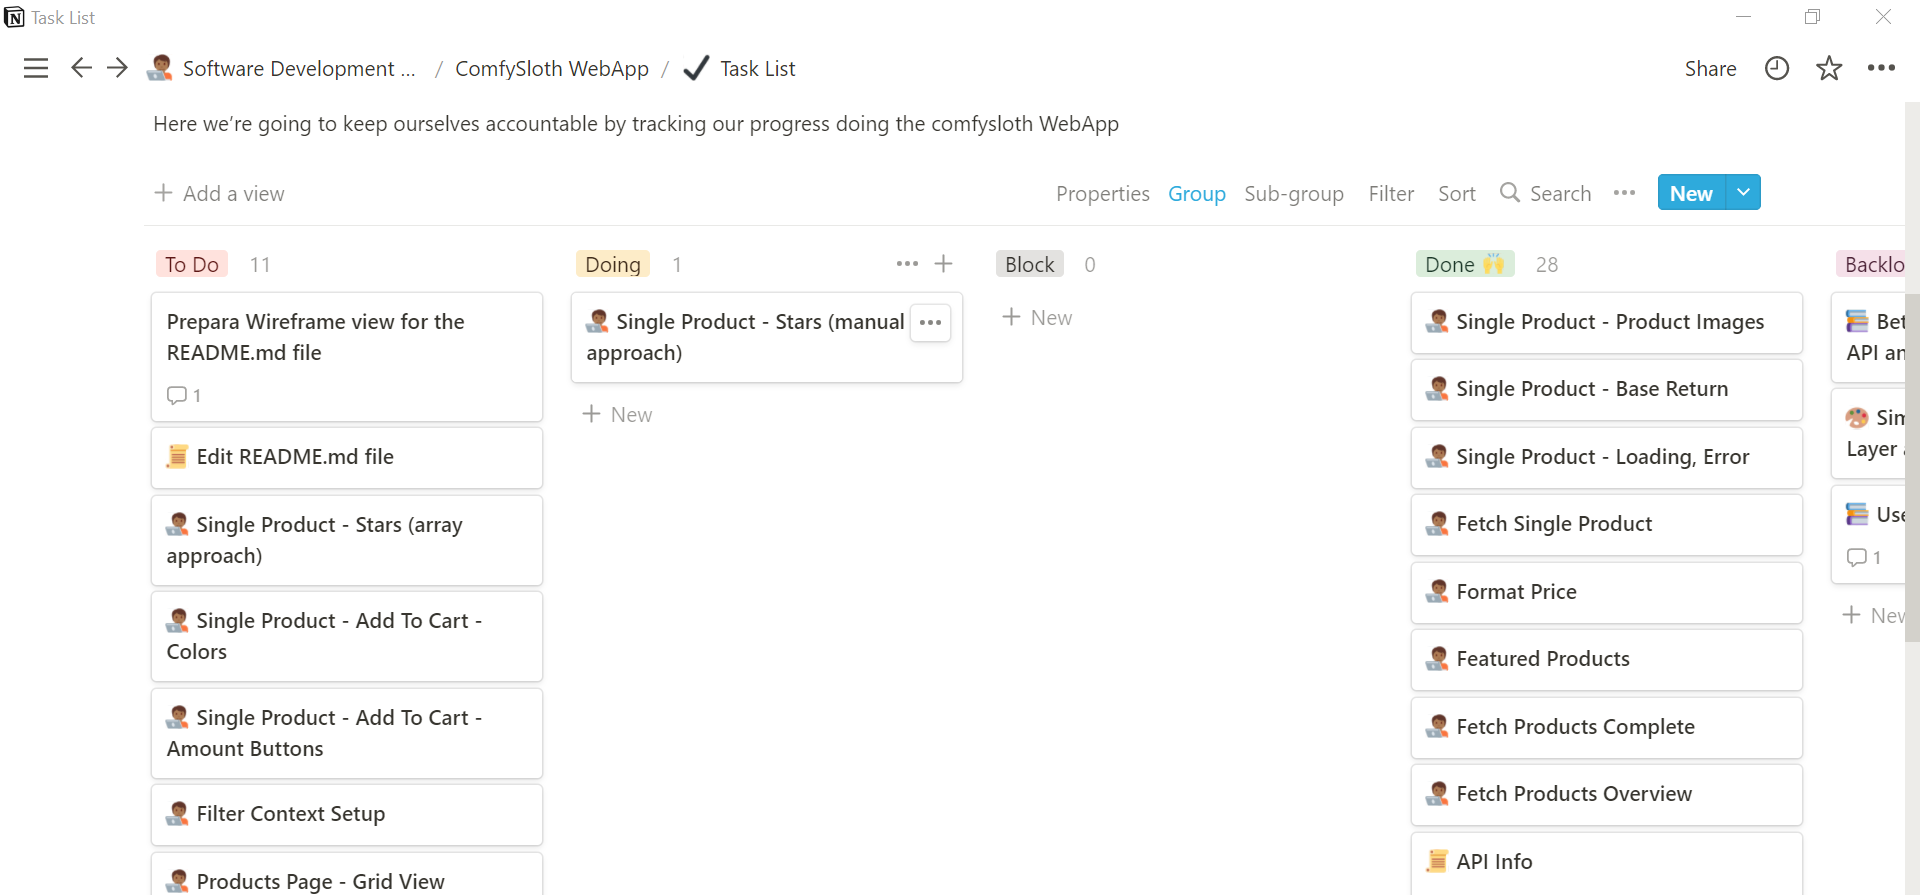 Task List
Software Development ... / ComfySloth WebApp / Task List
Share
Here we’re going to keep ourselves accountable by tracking our progress doing the comfysloth WebApp
Add a view
Properties Group Sub-group Filter Sort Search New
To Do 11
Prepara Wireframe view for the
README.md file
1
Edit README.md file
Single Product - Stars (array
approach)
Single Product - Add To Cart -
Colors
Single Product - Add To Cart -
Amount Buttons
Filter Context Setup
Products Page - Grid View
Doing 1
Single Product - Stars (manual
approach)
New
Block 0
New
Done 🙌 28
Single Product - Product Images
Single Product - Base Return
Single Product - Loading, Error
Fetch Single Product
Format Price
Featured Products
Fetch Products Complete
Fetch Products Overview
API Info
Backlo
Bet
API an
Sim
Layer
Use
1
New